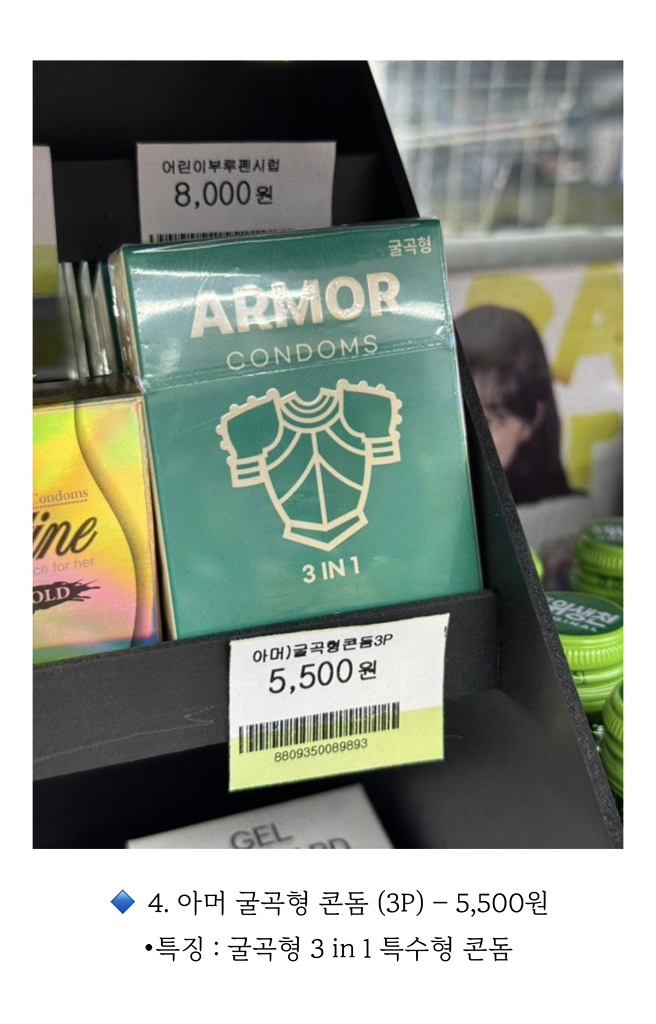 어린이부루펜시럽
8,000원
굴곡형
ARMOR
CONDOMS
3 IN 1
Condoms
for her
아머)굴곡형콘돔3P
5,500원
8809350089893
위생천
GEL
🔷 4. 아머 굴곡형 콘돔 (3P) – 5,500원
•특징 : 굴곡형 3 in 1 특수형 콘돔